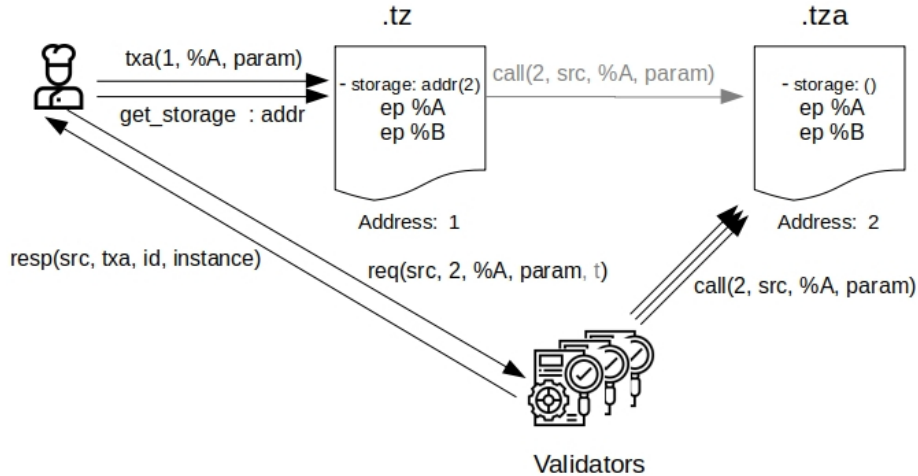 .tz
.tza
txa(1, %A, param)
get_storage : addr
- storage: addr(2)
ep %A
ep %B
call(2, src, %A, param)
- storage: ()
ep %A
ep %B
Address: 1
Address: 2
resp(src, txa, id, instance)
req(src, 2, %A, param, t)
call(2, src, %A, param)
Validators